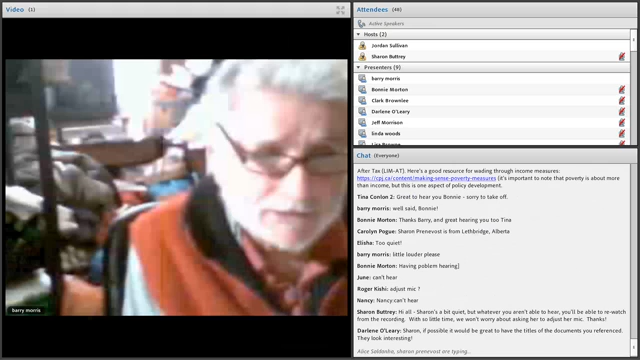 Video (1)
barry morris
Attendees (46)
Active Speakers
Hosts (2)
Jordan Sullivan
Sharon Buttrey
Presenters (9)
barry morris
Bonnie Morton
Clark Brownlee
Darlene O'Leary
Jeff Morrison
linda woods
Chat (Everyone)
After Tax (LIM-AT). Here's a good resource for wading through income measures:
https://cpj.ca/content/making-sense-poverty-measures (it's important to note that poverty is about more
than income, but this is one aspect of policy development.
Tina Conlon 2: Great to hear you Bonnie - sorry to take off.
barry morris: well said, Bonnie!
Bonnie Morton: Thanks Barry, and great hearing you too Tina
Carolyn Pogue: Sharon Prenevost is from Lethbridge, Alberta
Elisha: Too quiet!
barry morris: little louder please
Bonnie Morton: Having poblem hearing]
June: can't hear
Roger Kishi: adjust mic ?
Nancy: Nancy:can't hear
Sharon Buttrey: Hi all - Sharon's a bit quiet, but whatever you aren't able to hear, you'll be able to re-watch
from the recording. With so little time, we won't worry about asking her to adjust her mic. Thanks?
Darlene O'Leary: Sharon, if possible it would be great to have the titles of the documents you referenced.
They look interesting!
Alice Saldanha, sharon prenevost are typing...